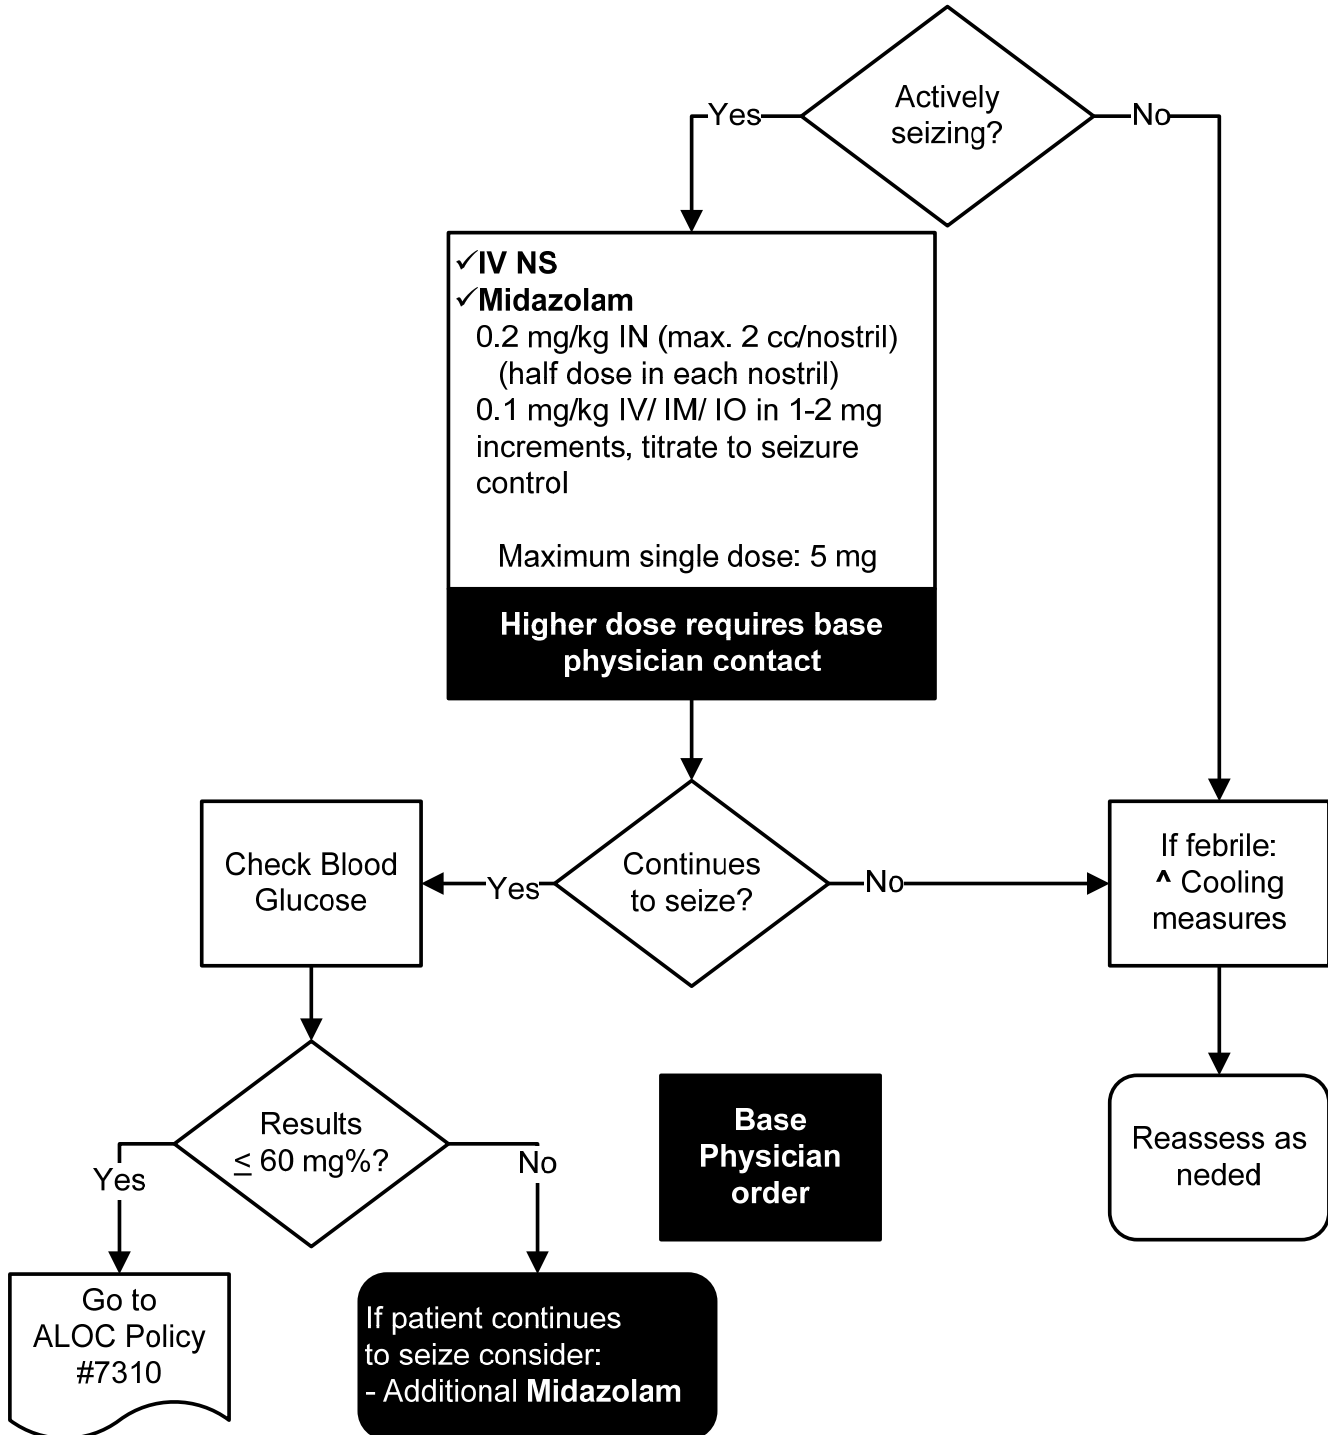 Actively
seizing?
Yes
No
✓IV NS
✓Midazolam
0.2 mg/kg IN (max. 2 cc/nostril)
(half dose in each nostril)
0.1 mg/kg IV/ IM/ IO in 1-2 mg
increments, titrate to seizure
control
Maximum single dose: 5 mg
Higher dose requires base
physician contact
Check Blood
Glucose
Yes
Continues
to seize?
No
If febrile:
^ Cooling
measures
Results
≤ 60 mg%?
Yes
No
Base
Physician
order
Reassess as
neded
Go to
ALOC Policy
#7310
If patient continues
to seize consider:
- Additional Midazolam